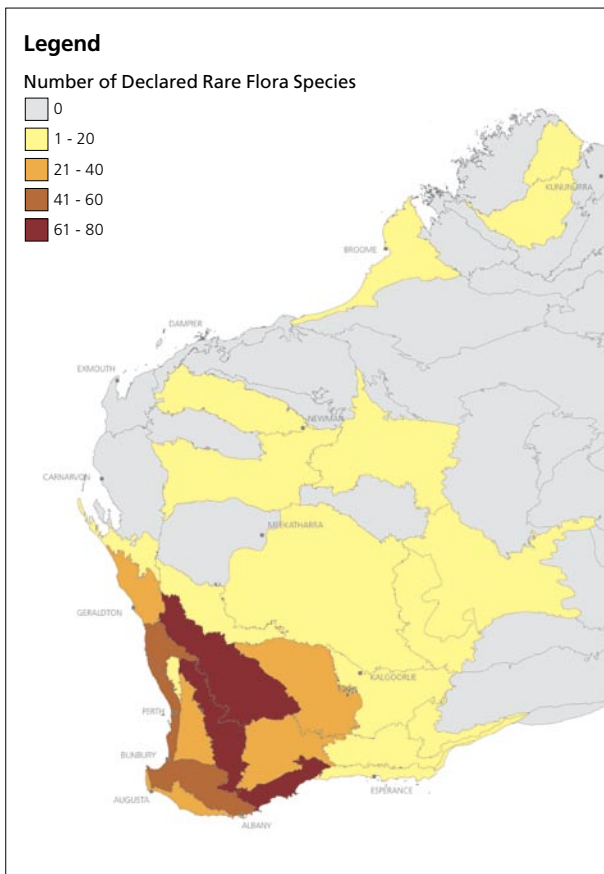 Legend
Number of Declared Rare Flora Species
0
1 - 20
21 - 40
41 - 60
61 - 80
KUNUNURRA
BROOME
DAMPIER
EXMOUTH
NEWMAN
CARNARVON
MEEKATHARRA
GERALDTON
KALGOORLIE
PERTH
BUNBURY
ESPERANCE
AUGUSTA
ALBANY